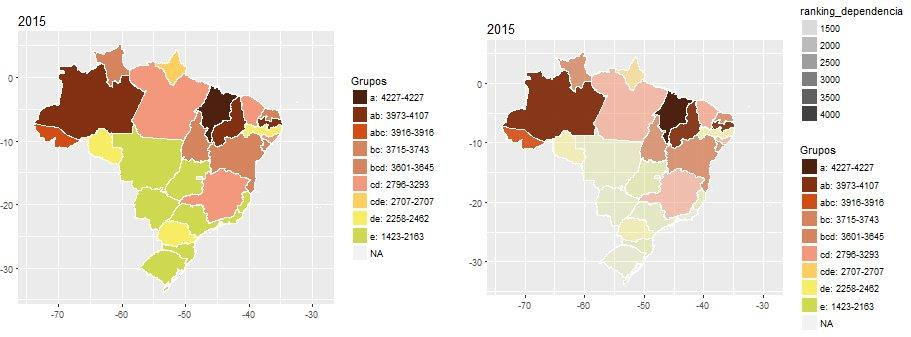 2015
0
-10
-20
-30
-70
-60
-50
-40
-30
Grupos
a: 4227-4227
ab: 3973-4107
abc: 3916-3916
bc: 3715-3743
bcd: 3601-3645
cd: 2796-3293
cde: 2707-2707
de: 2258-2462
e: 1423-2163
NA
2015
0
-10
-20
-30
-70
-60
-50
-40
-30
ranking_dependencia
1500
2000
2500
3000
3500
4000
Grupos
a: 4227-4227
ab: 3973-4107
abc: 3916-3916
bc: 3715-3743
bcd: 3601-3645
cd: 2796-3293
cde: 2707-2707
de: 2258-2462
e: 1423-2163
NA